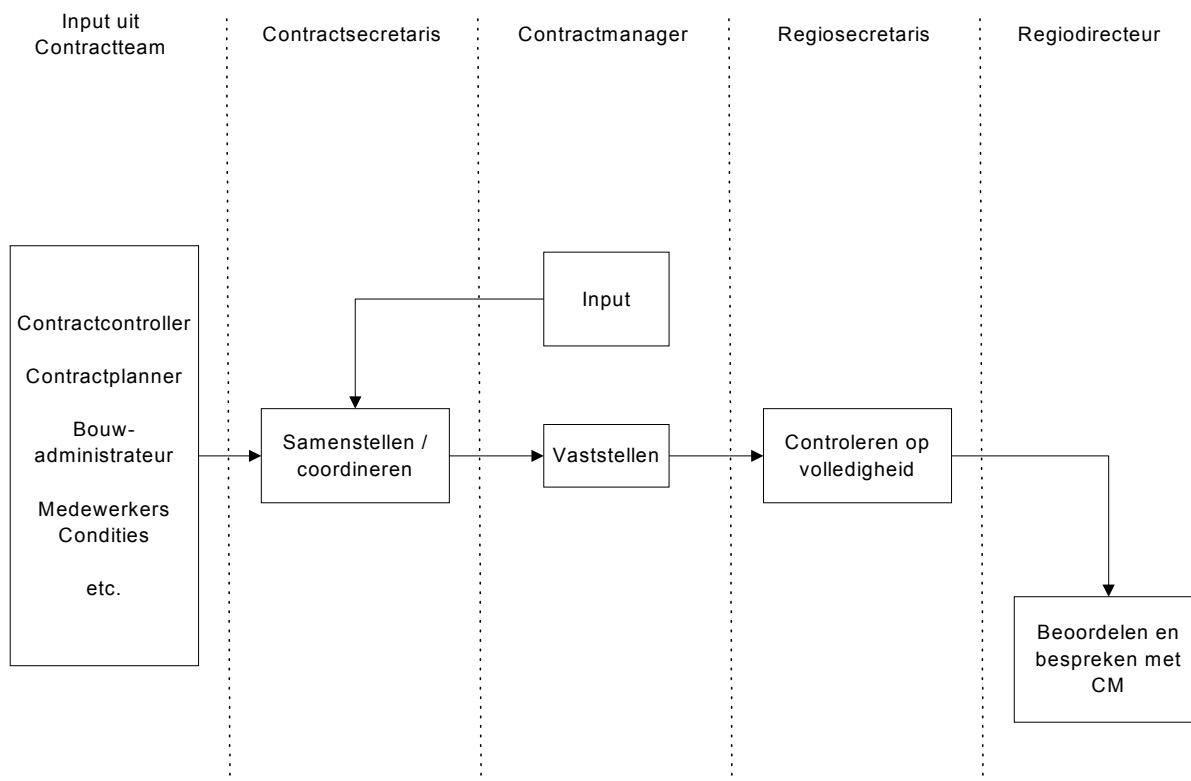 Input uit
Contractteam
Contractsecretaris
Contractmanager
Regiosecretaris
Regiodirecteur
Contractcontroller
Contractplanner
Bouw-
administrateur
Medewerkers
Condities
etc.
Input
Samenstellen /
coordineren
Vaststellen
Controleren op
volledigheid
Beoordelen en
bespreken met
CM